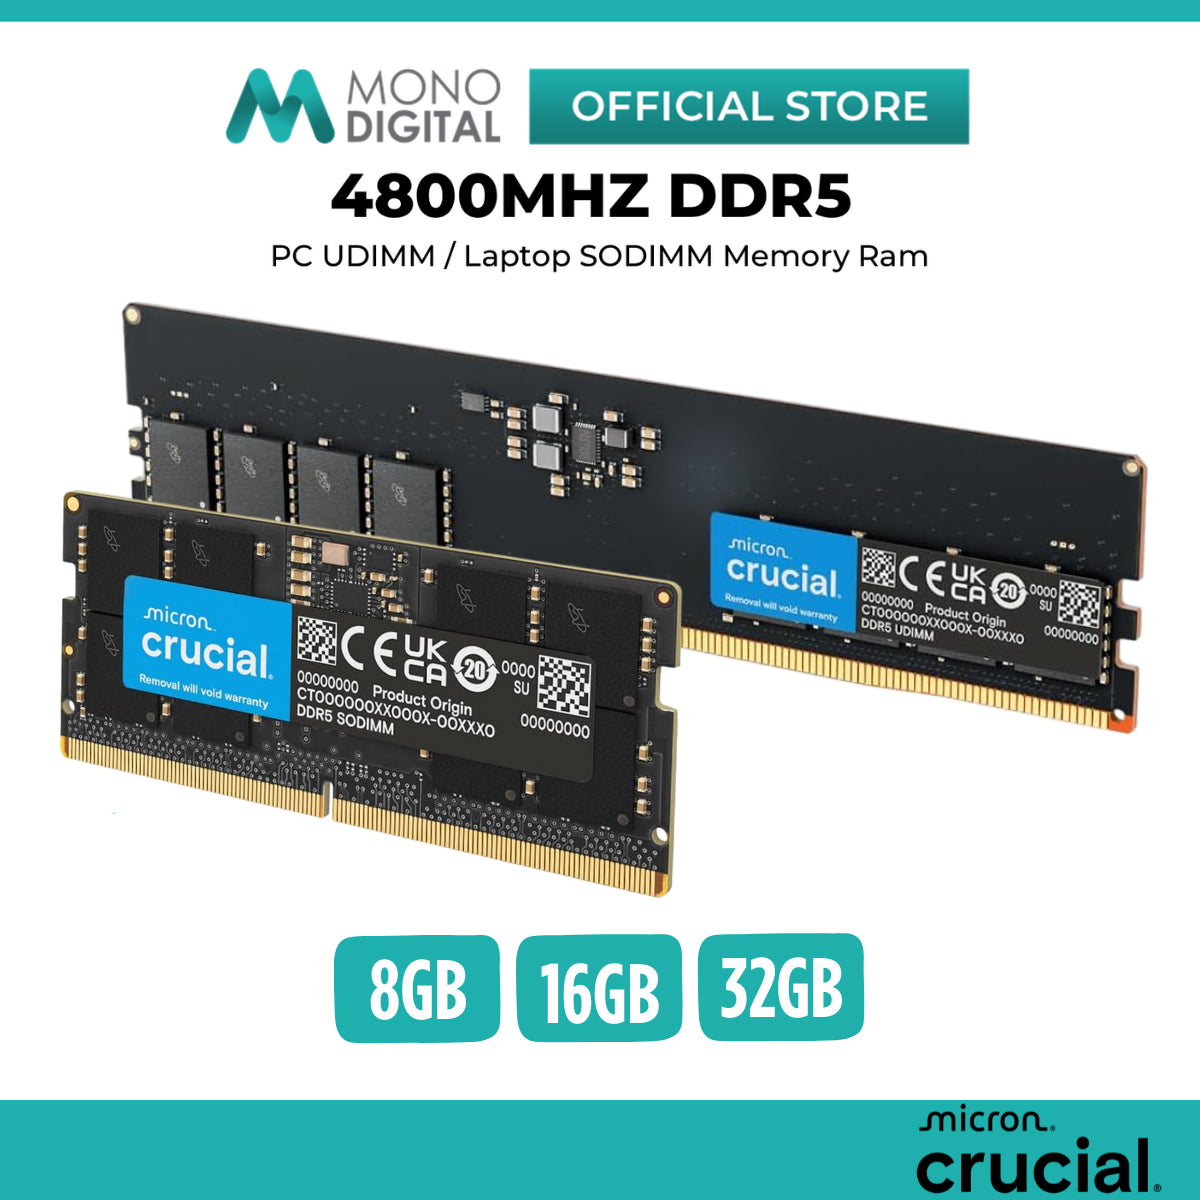 MONO
DIGITAL
OFFICIAL STORE
4800MHZ DDR5
PC UDIMM / Laptop SODIMM Memory Ram
micron
crucial
Removal will void warranty
CE UK CA 20
0000
SU
00000000 Product Origin
CT000000XX000X-00XXX0
DDR5 UDIMM
00000000
micron
crucial
Removal will void warranty
CE UK CA 20
0000
SU
00000000 Product Origin
CT000000XX000X-00XXX0
DDR5 SODIMM
00000000
8GB
16GB
32GB
micron
crucial